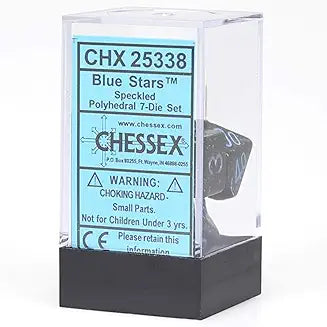 CHX 25338
Blue Stars™
Speckled
Polyhedral 7-Die Set
www.chessex.com
CHESSEX
P.O Box 80255, Ft. Wayne, IN 46898-0255
WARNING:
CHOKING HAZARD-
Small Parts.
Not for Children Under 3 yrs.
CE Please retain this
information